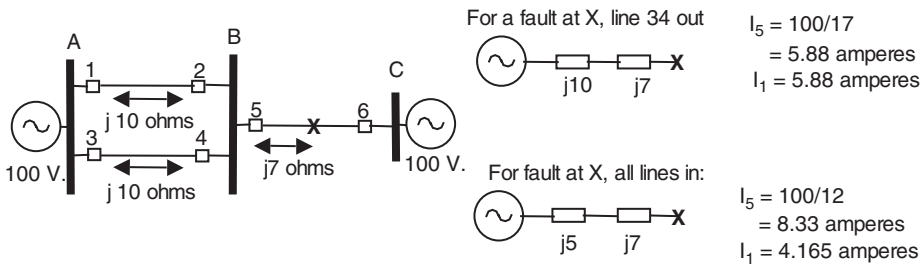 A
B
C
1
2
3
4
5
6
X
j 10 ohms
j 10 ohms
j7 ohms
100 V.
100 V.
For a fault at X, line 34 out
j10
j7
X
I5 = 100/17
= 5.88 amperes
I1 = 5.88 amperes
For fault at X, all lines in:
j5
j7
X
I5 = 100/12
= 8.33 amperes
I1 = 4.165 amperes